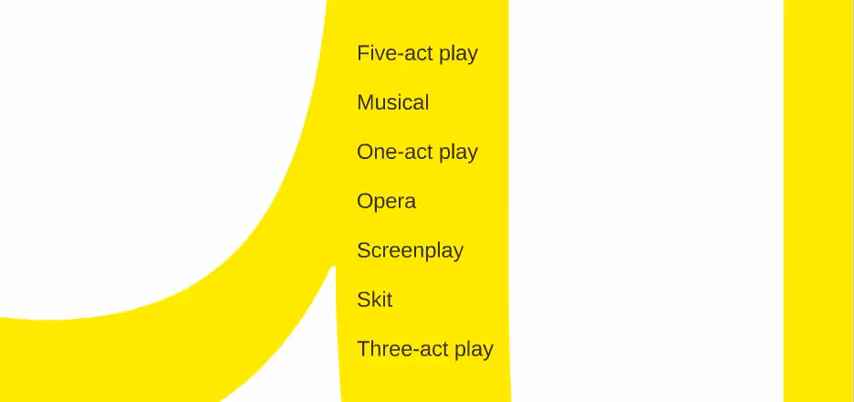 Five-act play
Musical
One-act play
Opera
Screenplay
Skit
Three-act play